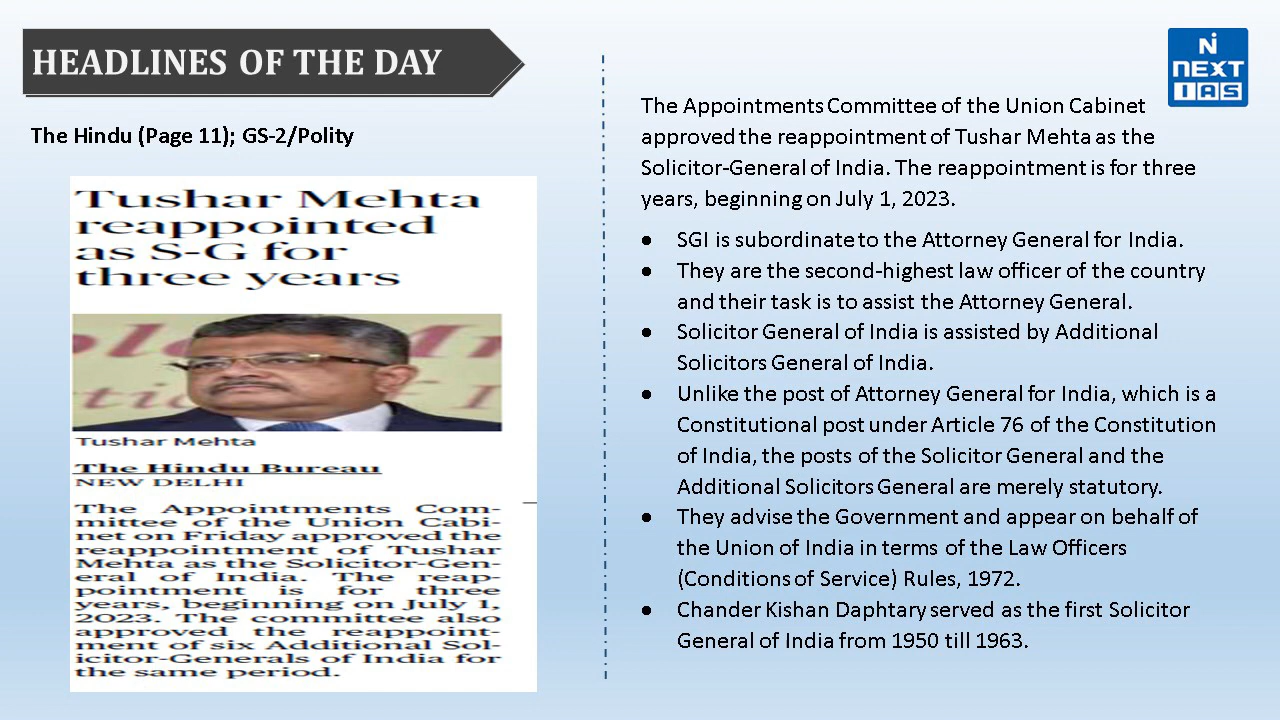 HEADLINES OF THE DAY
The Hindu (Page 11); GS-2/Polity
Tushar Mehta
reappointed
as S-G for
three years
Tushar Mehta
The Hindu Bureau
NEW DELHI
The Appointments Com-
mittee of the Union Cabi-
net on Friday approved the
reappointment of Tushar
Mehta as the Solicitor-Gen-
eral of India. The reap-
pointment is for three
years, beginning on July 1,
2023. The committee also
approved the reappoint-
ment of six Additional Sol-
icitor-Generals of India for
the same period.
NEXT
IAS
The Appointments Committee of the Union Cabinet
approved the reappointment of Tushar Mehta as the
Solicitor-General of India. The reappointment is for three
years, beginning on July 1, 2023.
● SGI is subordinate to the Attorney General for India.
● They are the second-highest law officer of the country
and their task is to assist the Attorney General.
● Solicitor General of India is assisted by Additional
Solicitors General of India.
● Unlike the post of Attorney General for India, which is a
Constitutional post under Article 76 of the Constitution
of India, the posts of the Solicitor General and the
Additional Solicitors General are merely statutory.
● They advise the Government and appear on behalf of
the Union of India in terms of the Law Officers
(Conditions of Service) Rules, 1972.
● Chander Kishan Daphtary served as the first Solicitor
General of India from 1950 till 1963.